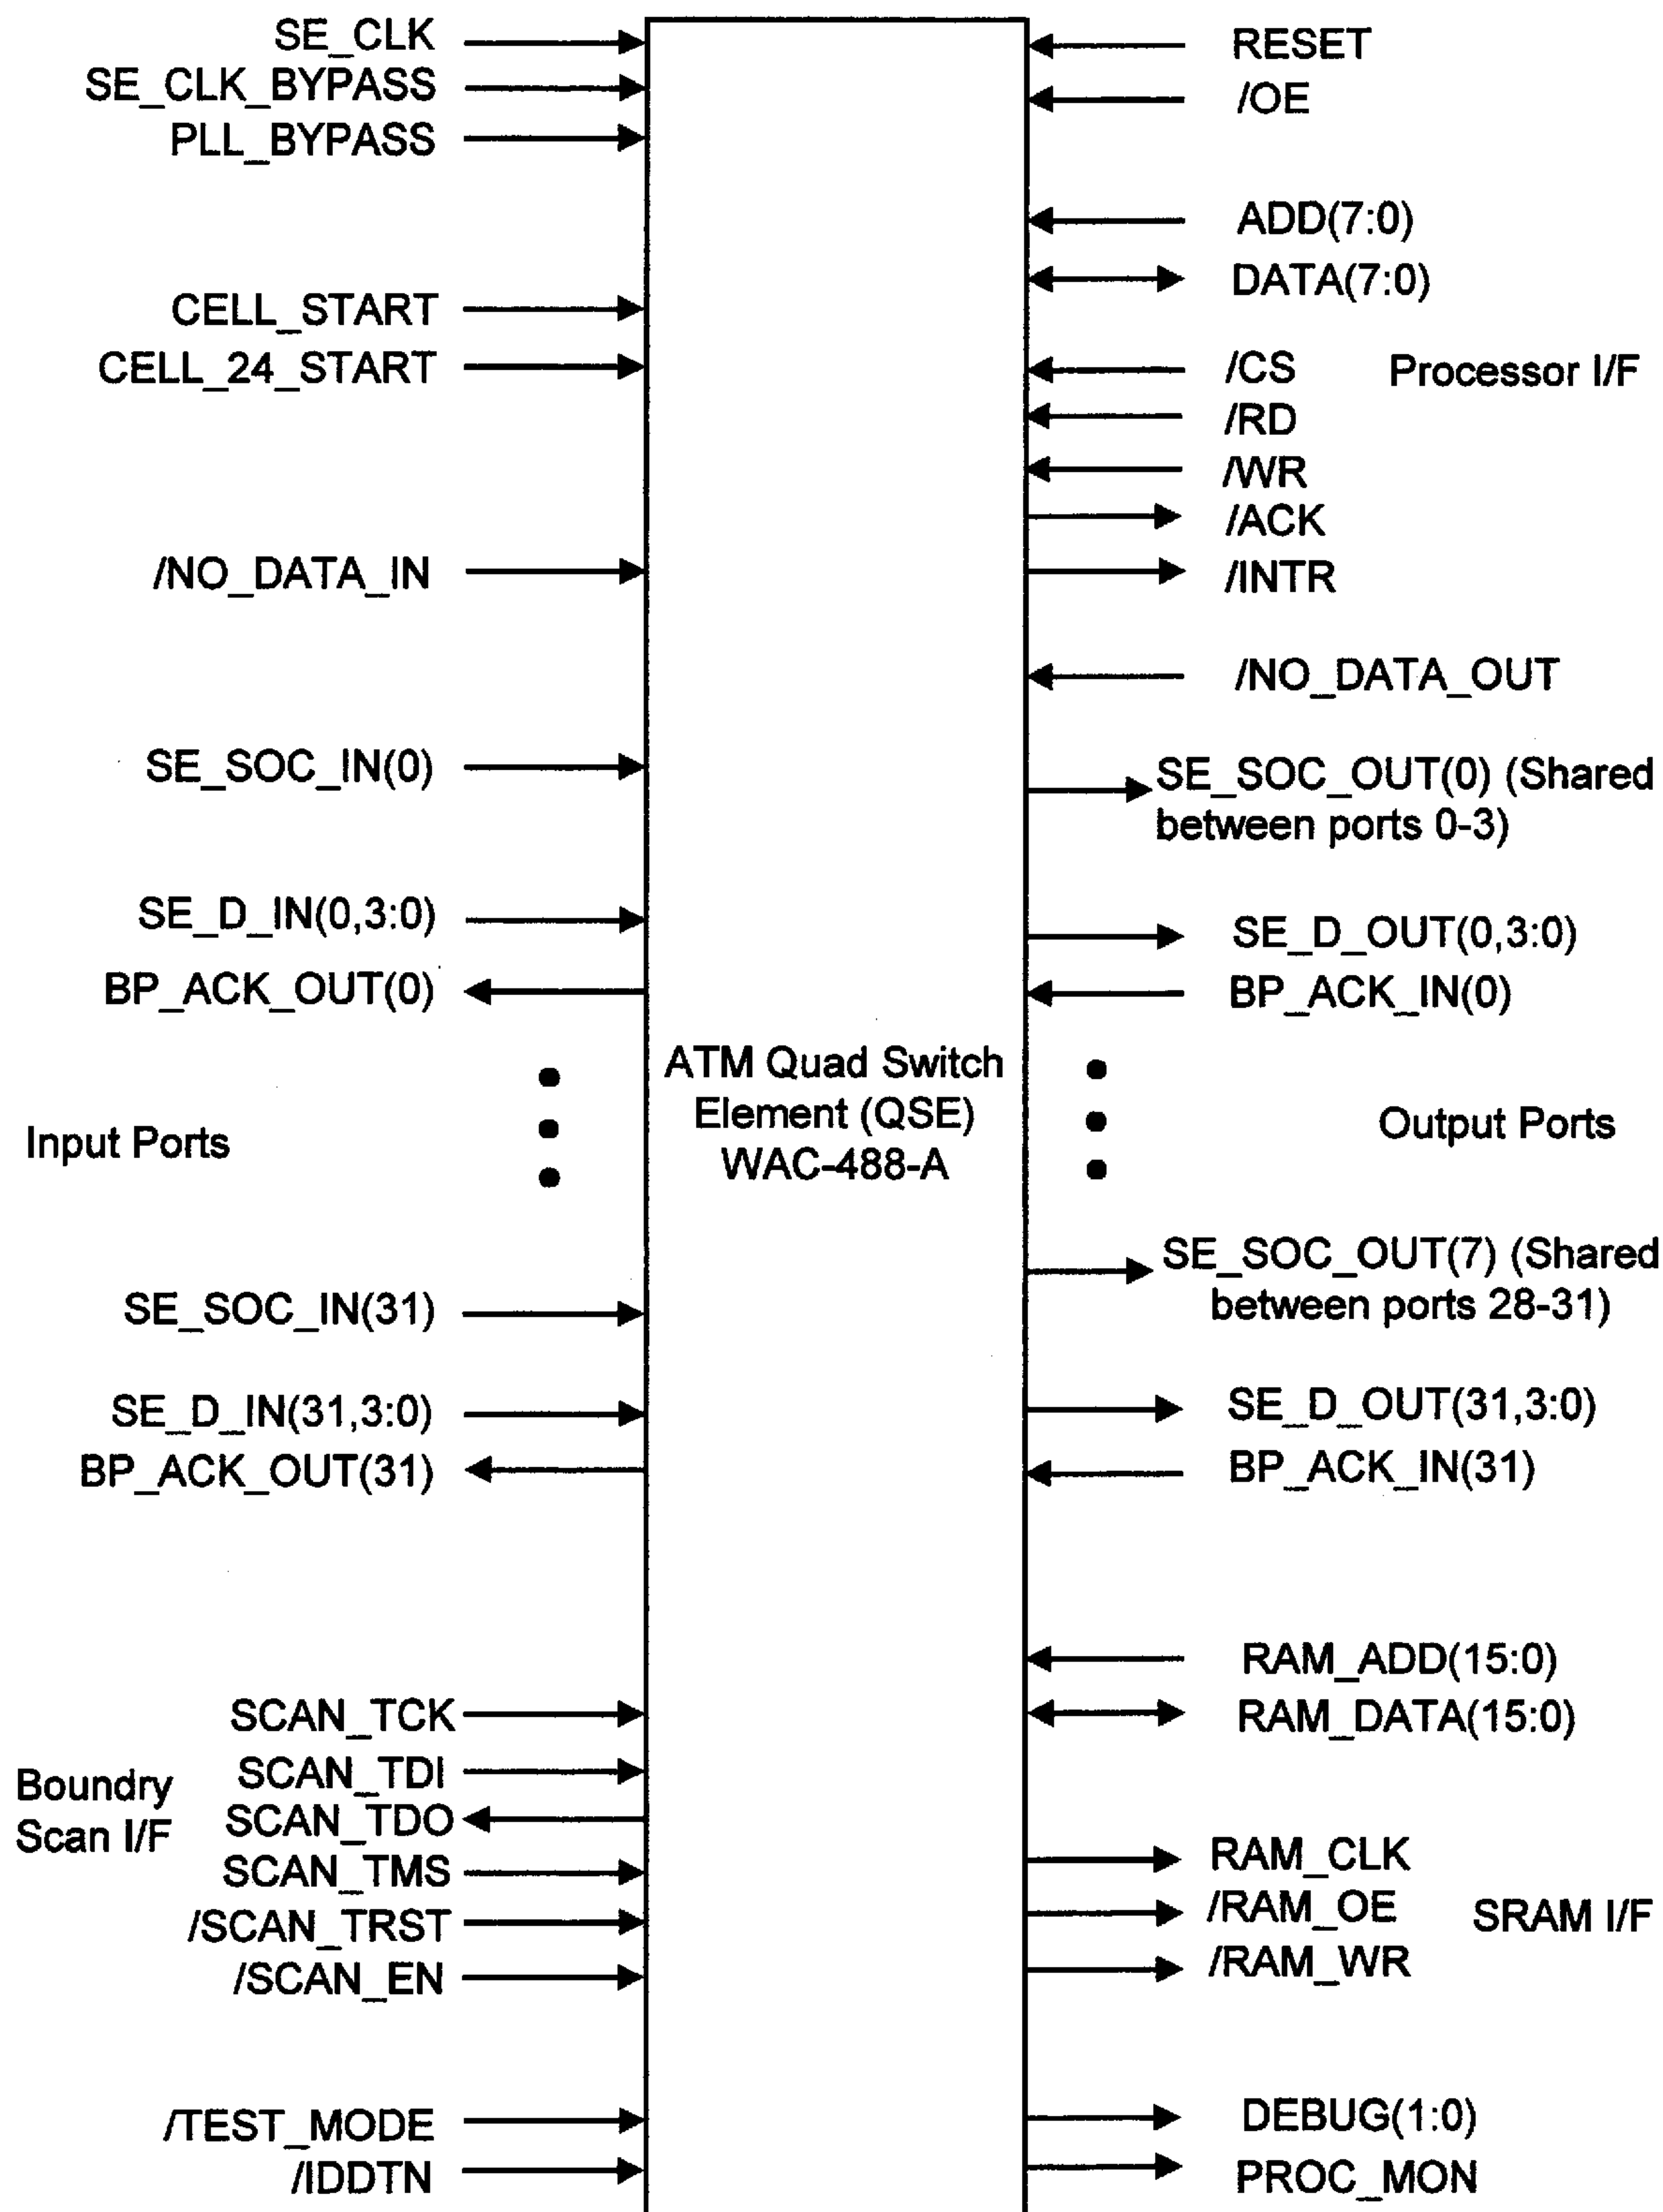 SE_CLK
SE_CLK_BYPASS
PLL_BYPASS
CELL_START
CELL_24_START
/NO_DATA_IN
SE_SOC_IN(0)
SE_D_IN(0,3:0)
BP_ACK_OUT(0)
Input Ports
SE_SOC_IN(31)
SE_D_IN(31,3:0)
BP_ACK_OUT(31)
Boundry
Scan I/F
SCAN_TCK
SCAN_TDI
SCAN_TDO
SCAN_TMS
/SCAN_TRST
/SCAN_EN
/TEST_MODE
/IDDTN
ATM Quad Switch
Element (QSE)
WAC-488-A
RESET
/OE
ADD(7:0)
DATA(7:0)
/CS
/RD
/WR
/ACK
/INTR
Processor I/F
/NO_DATA_OUT
SE_SOC_OUT(0) (Shared
between ports 0-3)
SE_D_OUT(0,3:0)
BP_ACK_IN(0)
Output Ports
SE_SOC_OUT(7) (Shared
between ports 28-31)
SE_D_OUT(31,3:0)
BP_ACK_IN(31)
RAM_ADD(15:0)
RAM_DATA(15:0)
RAM_CLK
/RAM_OE
/RAM_WR
SRAM I/F
DEBUG(1:0)
PROC_MON